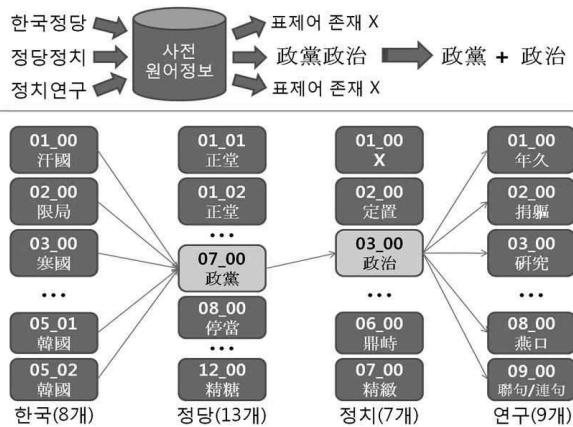 한국정당
정당정치
정치연구
사전
원어정보
표제어 존재 X
政黨政治
표제어 존재 X
政黨 + 政治
01_00
汗國
02_00
限局
03_00
寒國
...
05_01
韓國
05_02
韓國
한국(8개)
01_01
正堂
01_02
正堂
...
07_00
政黨
08_00
停當
...
12_00
精糖
정당(13개)
01_00
X
02_00
定置
03_00
政治
...
06_00
鼎峙
07_00
精緻
정치(7개)
01_00
年久
02_00
捐軀
03_00
硏究
...
08_00
燕口
09_00
聯句/連句
연구(9개)